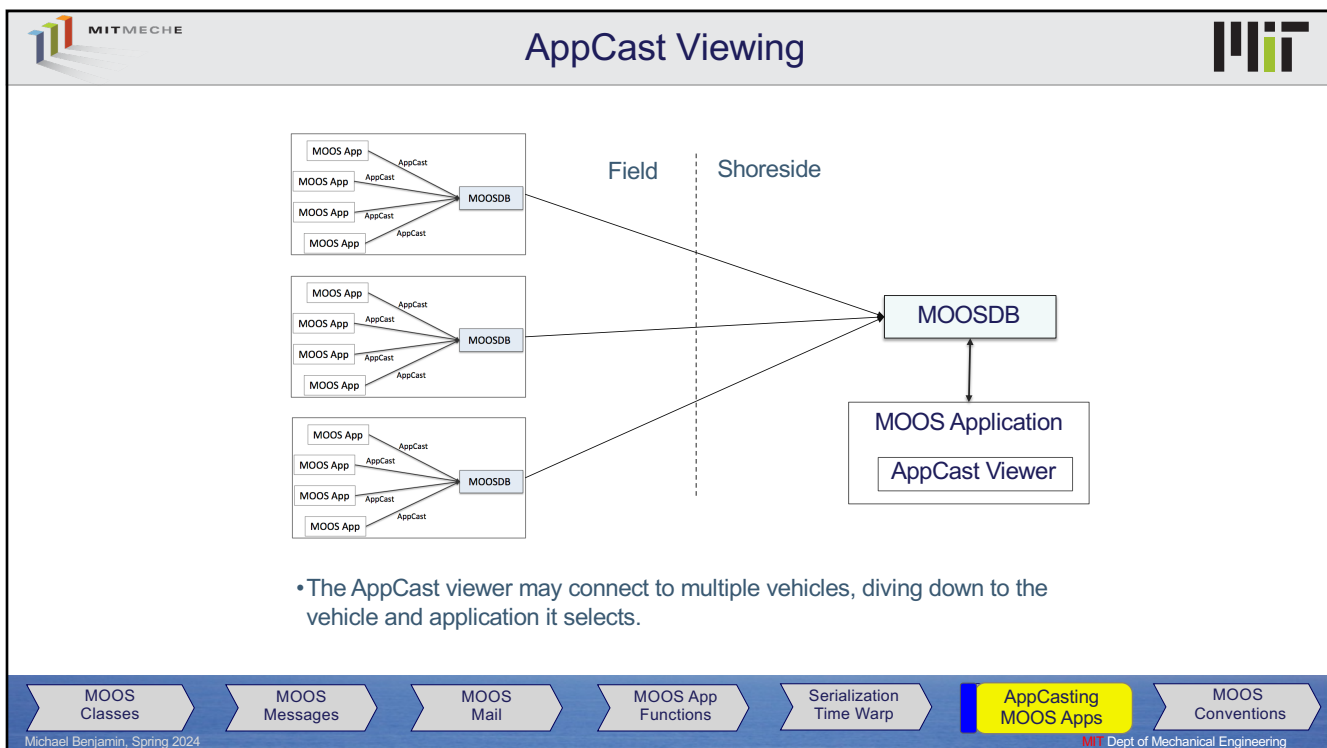 MITMECHE
AppCast Viewing
MiT
MOOS App
AppCast
MOOS App
AppCast
MOOSDB
MOOS App
AppCast
MOOS App
AppCast
MOOS App
AppCast
MOOS App
AppCast
MOOSDB
MOOS App
AppCast
MOOS App
AppCast
MOOS App
AppCast
MOOS App
AppCast
MOOSDB
MOOS App
AppCast
MOOS App
AppCast
Field
Shoreside
MOOSDB
MOOS Application
AppCast Viewer
•The AppCast viewer may connect to multiple vehicles, diving down to the
vehicle and application it selects.
MOOS
Classes
MOOS
Messages
MOOS
Mail
MOOS App
Functions
Serialization
Time Warp
AppCasting
MOOS Apps
MOOS
Conventions
Michael Benjamin, Spring 2024
MIT Dept of Mechanical Engineering